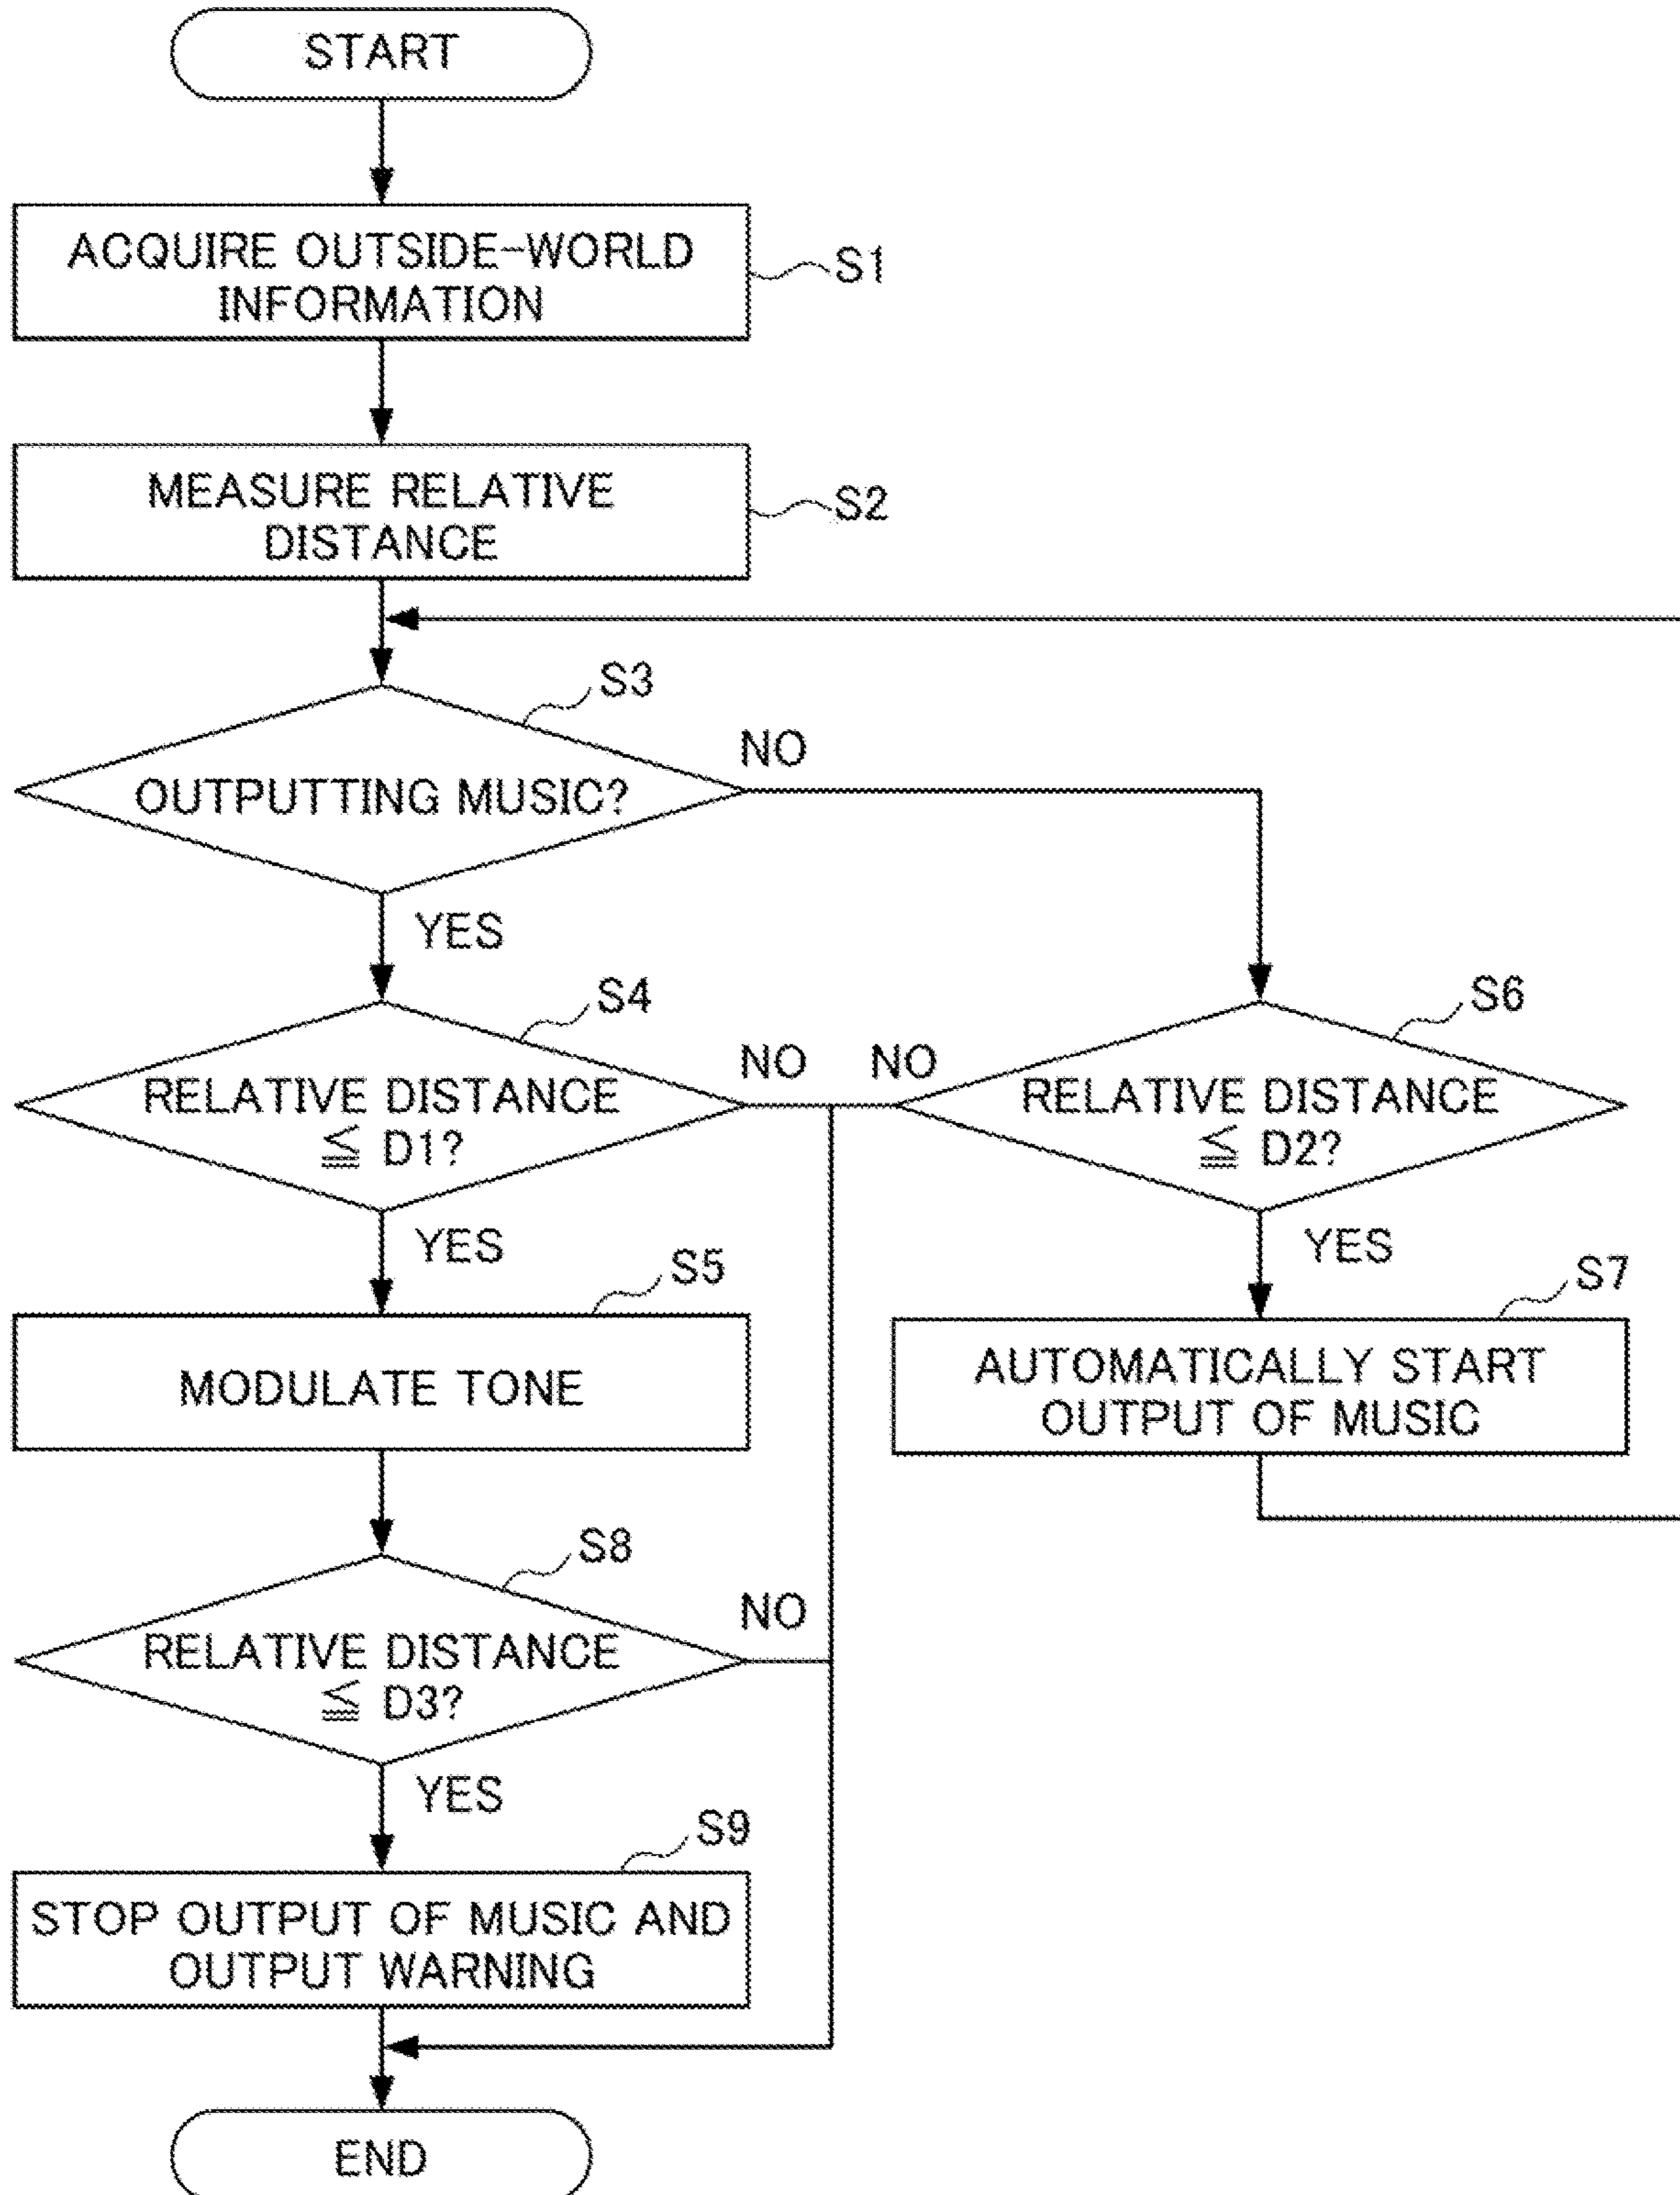 START
ACQUIRE OUTSIDE-WORLD
INFORMATION
S1
MEASURE RELATIVE
DISTANCE
S2
S3
OUTPUTTING MUSIC?
NO
YES
S4
RELATIVE DISTANCE
≦ D1?
NO
NO
S6
RELATIVE DISTANCE
≦ D2?
YES
YES
S5
MODULATE TONE
S7
AUTOMATICALLY START
OUTPUT OF MUSIC
S8
RELATIVE DISTANCE
≦ D3?
NO
YES
S9
STOP OUTPUT OF MUSIC AND
OUTPUT WARNING
END